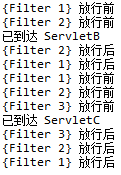 {Filter 1} 放行前
{Filter 2} 放行前
已到达 ServletB
{Filter 2} 放行后
{Filter 1} 放行后
{Filter 1} 放行前
{Filter 2} 放行前
{Filter 3} 放行前
已到达 ServletC
{Filter 3} 放行后
{Filter 2} 放行后
{Filter 1} 放行后